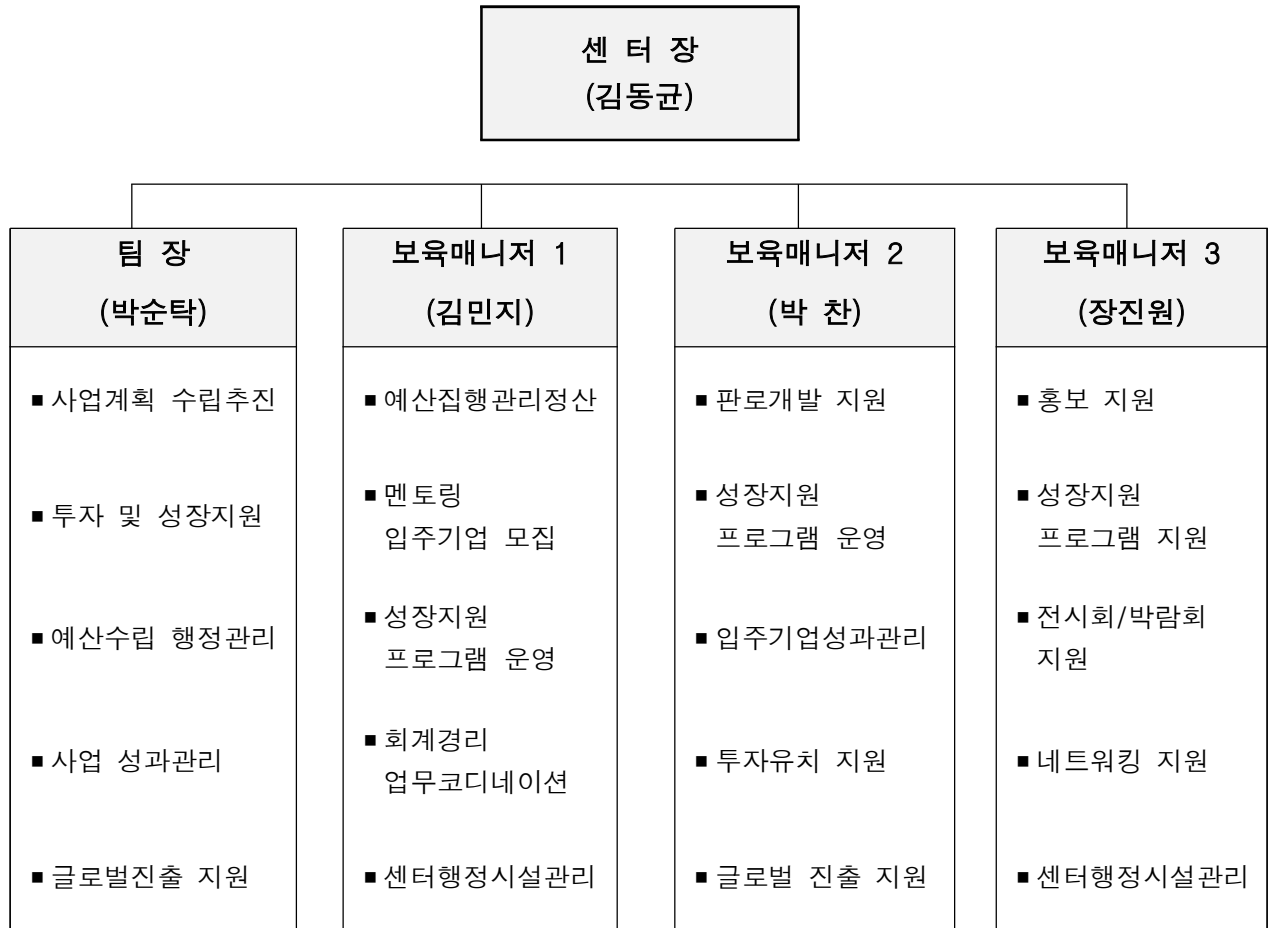 센 터 장
(김동균)
팀 장
(박순탁)
■ 사업계획 수립추진
■ 투자 및 성장지원
■ 예산수립 행정관리
■ 사업 성과관리
■ 글로벌진출 지원
보육매니저 1
(김민지)
■ 예산집행관리정산
■ 멘토링
입주기업 모집
■ 성장지원
프로그램 운영
■ 회계경리
업무코디네이션
■ 센터행정시설관리
보육매니저 2
(박 찬)
■ 판로개발 지원
■ 성장지원
프로그램 운영
■ 입주기업성과관리
■ 투자유치 지원
■ 글로벌 진출 지원
보육매니저 3
(장진원)
■ 홍보 지원
■ 성장지원
프로그램 지원
■ 전시회/박람회
지원
■ 네트워킹 지원
■ 센터행정시설관리